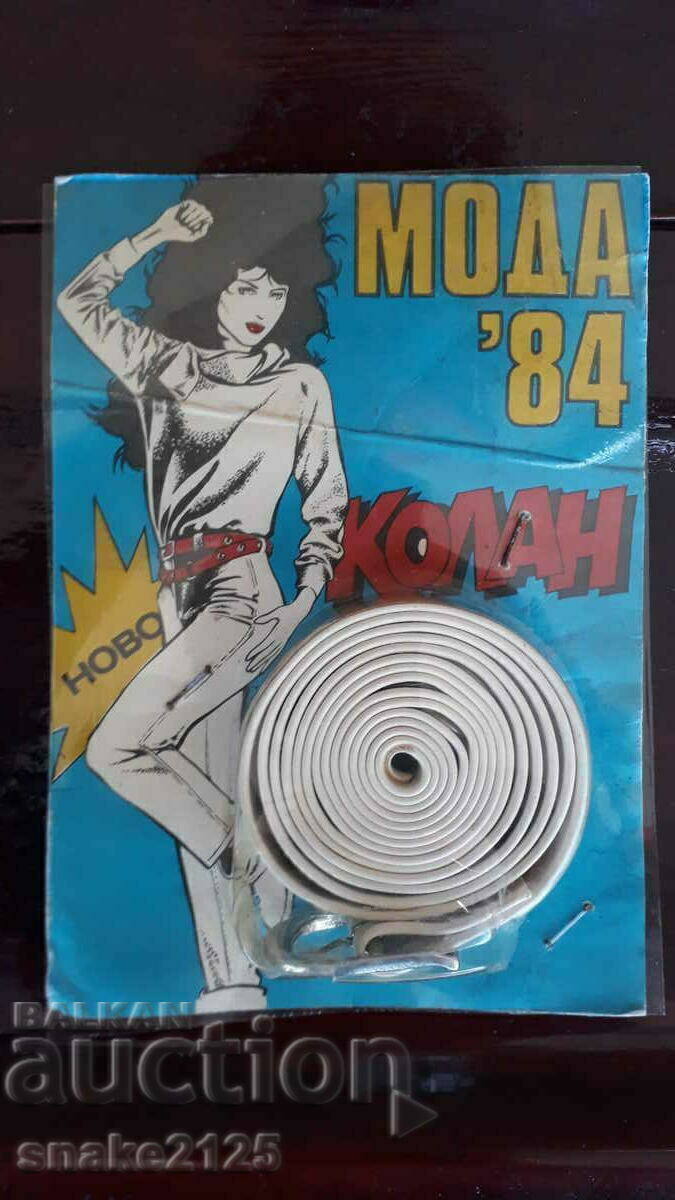 МОДА
'84
КОЛАН
НОВО
BALKAN
auction
snake2125